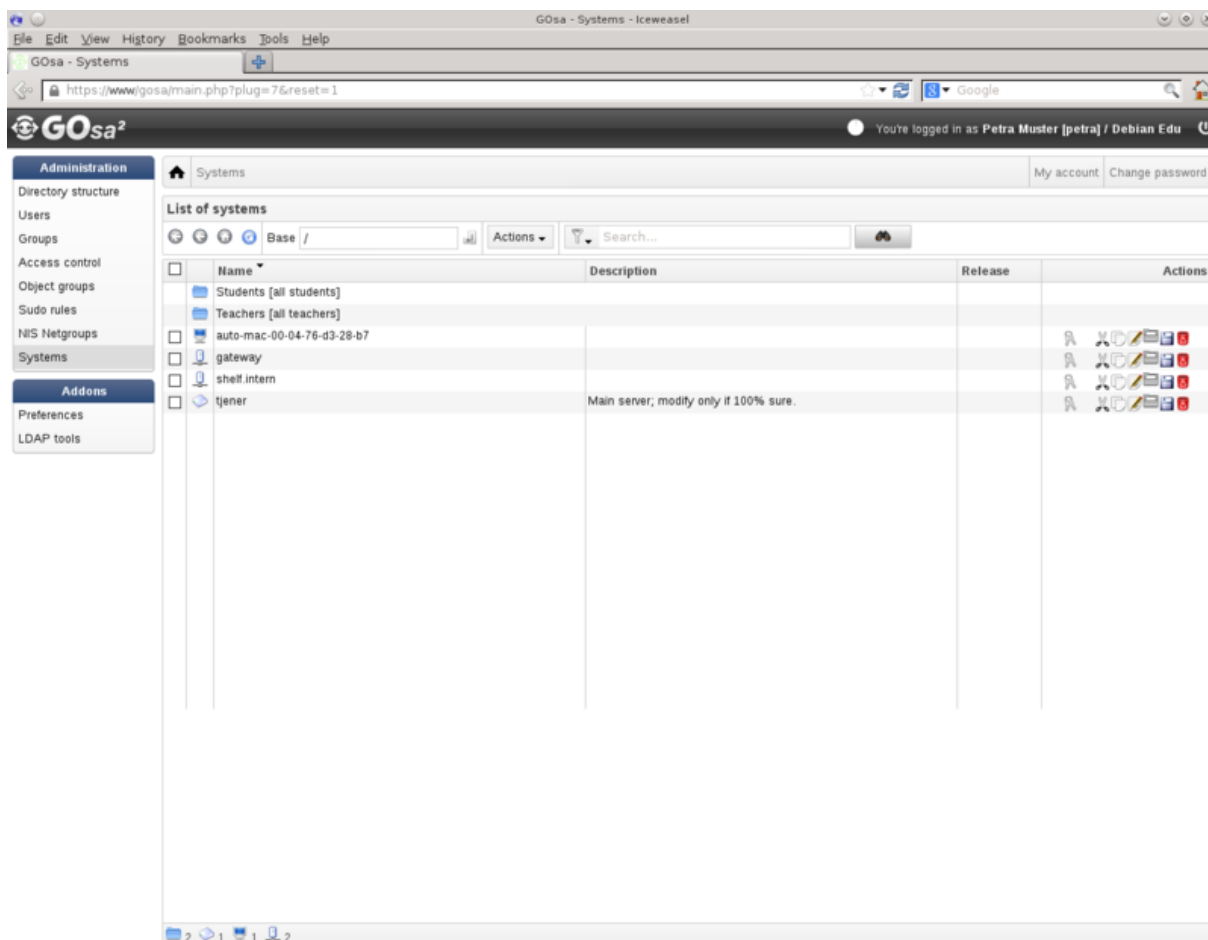 GOsa - Systems - Iceweasel
File Edit View History Bookmarks Tools Help
GOsa - Systems
https://www/gosa/main.php?plug=7&reset=1
Google
GOsa²
You're logged in as Petra Muster [petra] / Debian Edu
Administration
Directory structure
Users
Groups
Access control
Object groups
Sudo rules
NIS Netgroups
Systems
Addons
Preferences
LDAP tools
Systems My account Change password
List of systems
Base / Actions Search...
Name Description Release Actions
Students [all students]
Teachers [all teachers]
auto-mac-00-04-76-d3-28-b7
gateway
shelf.intern
tjener Main server; modify only if 100% sure.
2 1 1 2